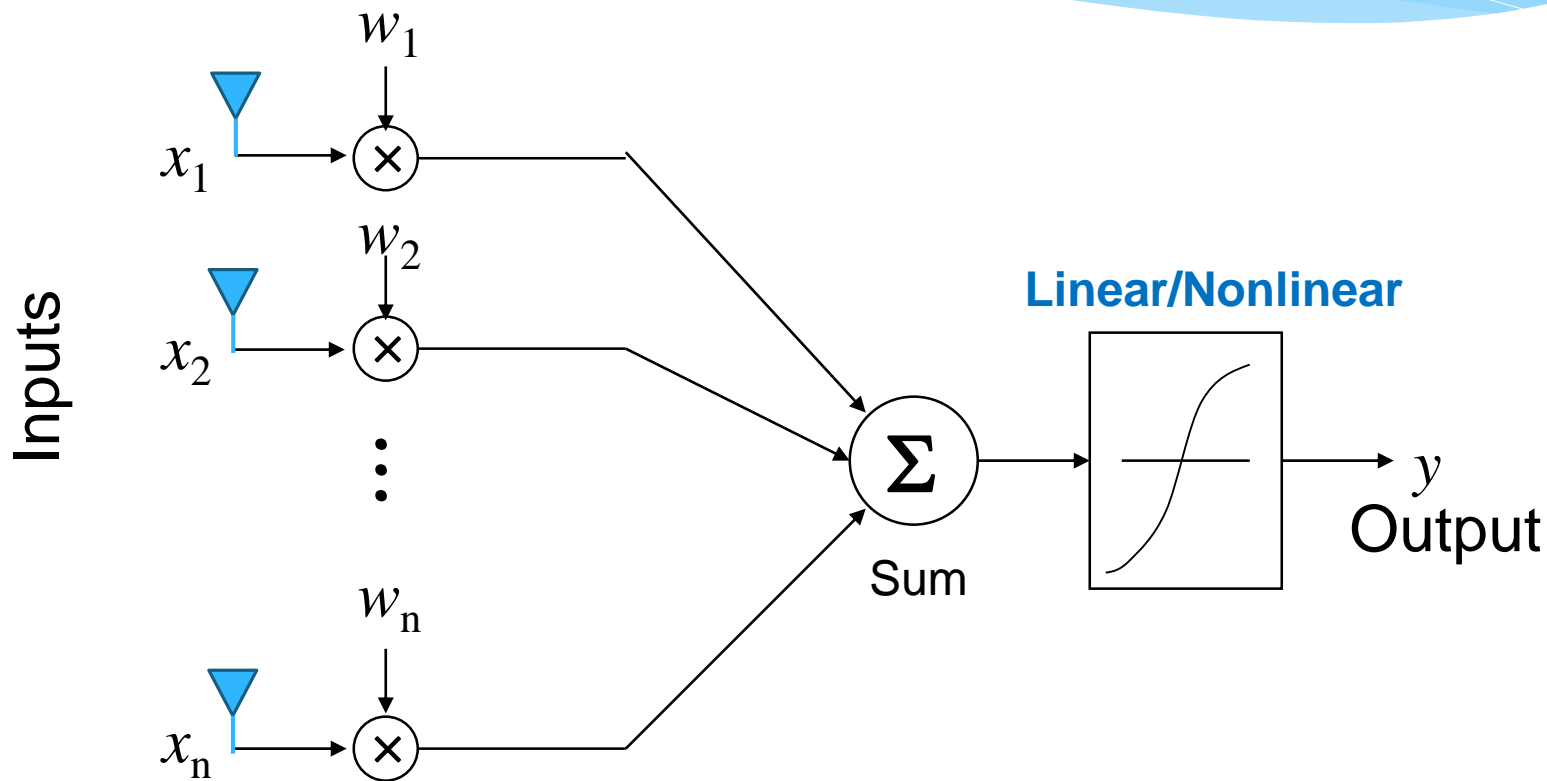 w₁
x₁
×
w₂
Inputs
x₂
×
⋮
Linear/Nonlinear
Σ
Sum
y
Output
wₙ
xₙ
×